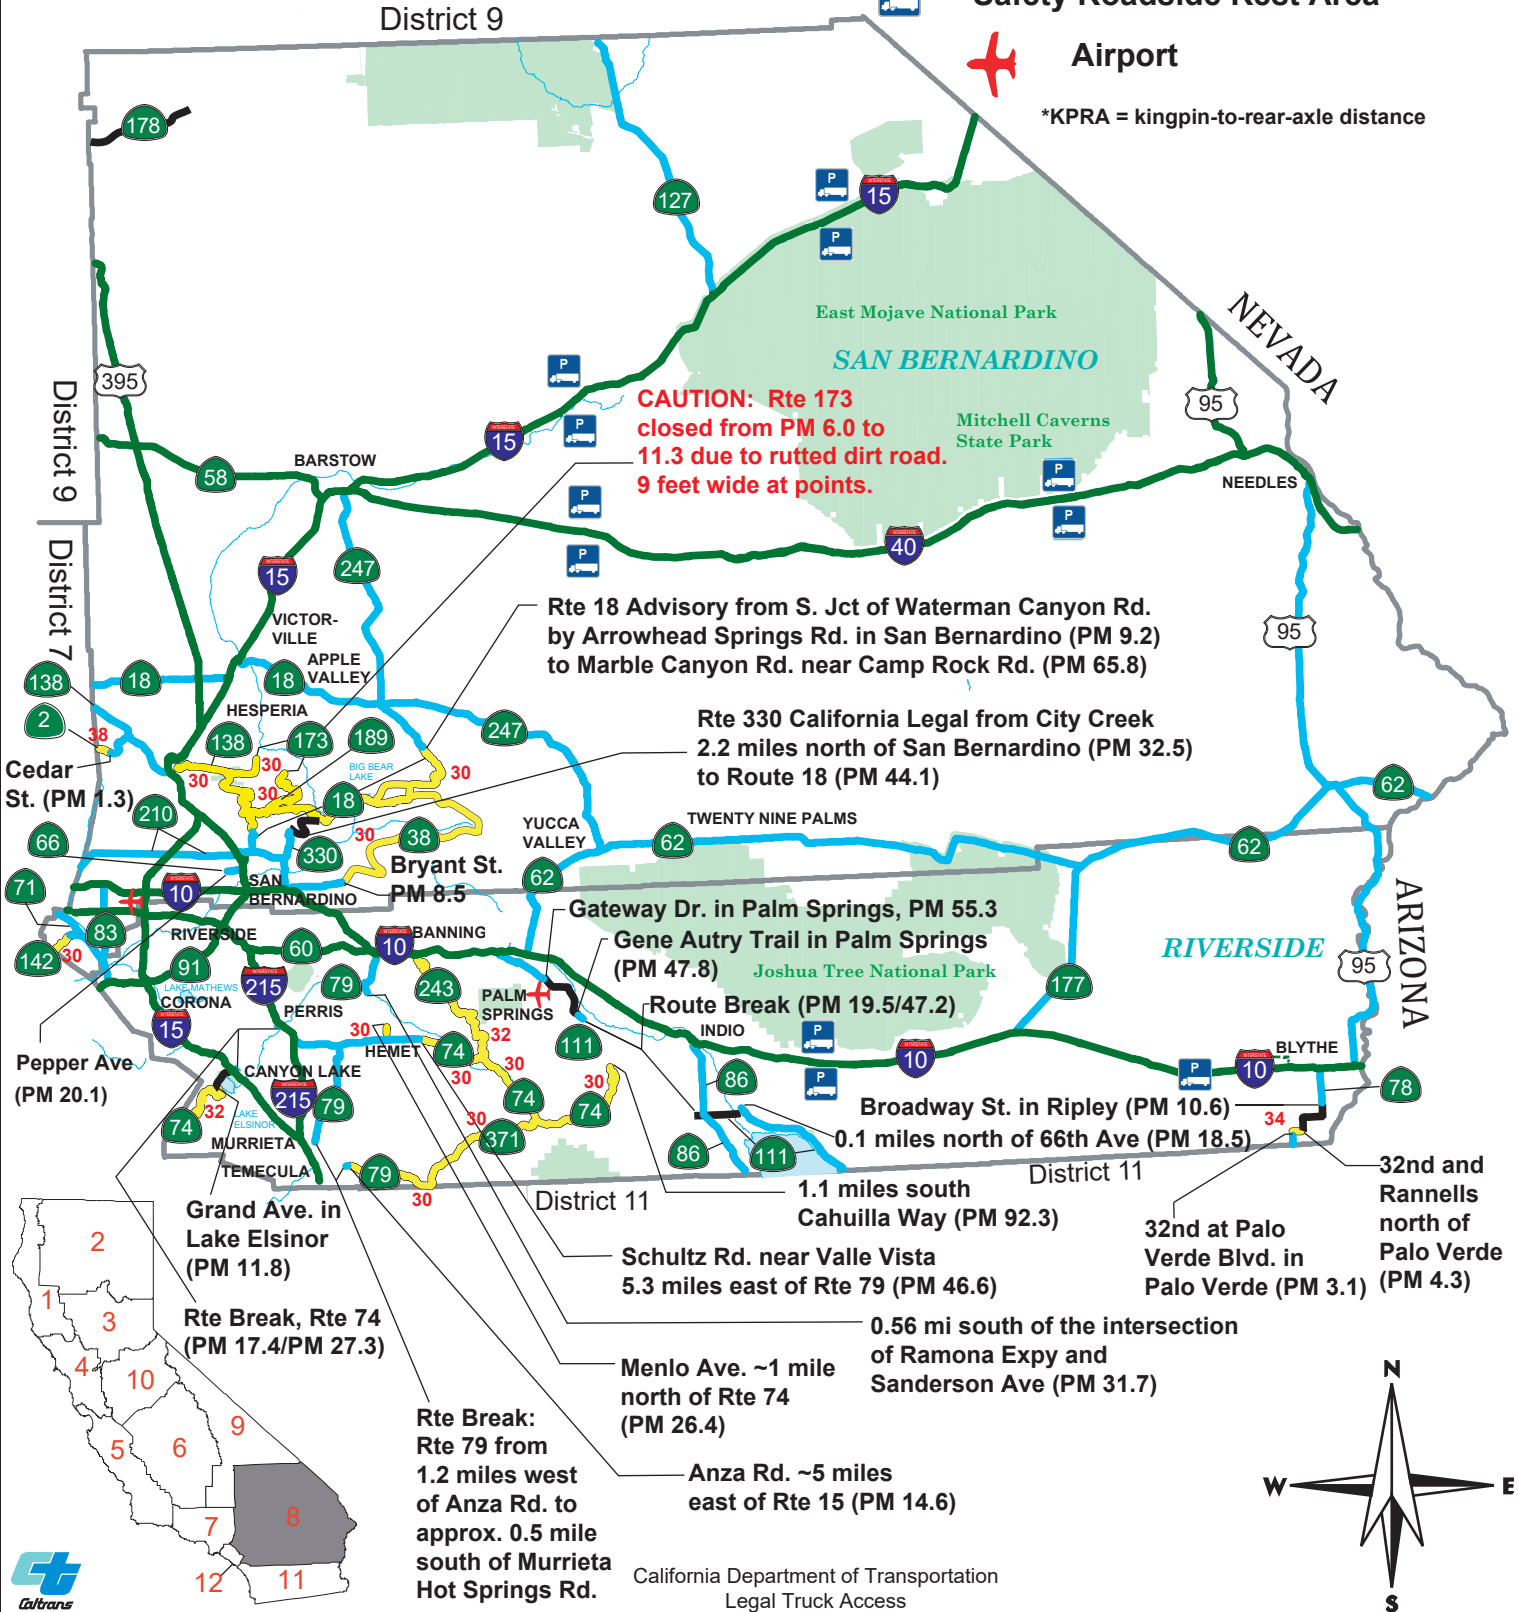 District 9
Safety Roadside Rest Area
Airport
*KPRA = kingpin-to-rear-axle distance
178
127
P
INTERSTATE
15
P
East Mojave National Park
SAN BERNARDINO
NEVADA
395
District 9
P
CAUTION: Rte 173
closed from PM 6.0 to
11.3 due to rutted dirt road.
9 feet wide at points.
95
Mitchell Caverns
State Park
INTERSTATE
15
P
BARSTOW
58
P
NEEDLES
P
P
INTERSTATE
40
P
District 7
INTERSTATE
15
247
VICTOR-
VILLE
Rte 18 Advisory from S. Jct of Waterman Canyon Rd.
by Arrowhead Springs Rd. in San Bernardino (PM 9.2)
to Marble Canyon Rd. near Camp Rock Rd. (PM 65.8)
95
APPLE
VALLEY
138
18
18
HESPERIA
2
38
138
173
189
247
Rte 330 California Legal from City Creek
2.2 miles north of San Bernardino (PM 32.5)
to Route 18 (PM 44.1)
Cedar
St. (PM 1.3)
30
30
30
BIG BEAR
LAKE
30
18
62
210
66
330
30
38
YUCCA
VALLEY
TWENTY NINE PALMS
62
62
Bryant St.
PM 8.5
71
INTERSTATE
10
SAN
BERNARDINO
62
ARIZONA
Gateway Dr. in Palm Springs, PM 55.3
83
RIVERSIDE
60
INTERSTATE
10
BANNING
Gene Autry Trail in Palm Springs
(PM 47.8)
RIVERSIDE
142
30
91
INTERSTATE
215
79
243
Joshua Tree National Park
177
95
LAKE MATHEWS
CORONA
PERRIS
PALM
SPRINGS
Route Break (PM 19.5/47.2)
INTERSTATE
15
30
HEMET
74
32
30
30
111
INDIO
P
INTERSTATE
10
P
P
INTERSTATE
10
BLYTHE
Pepper Ave
(PM 20.1)
CANYON LAKE
INTERSTATE
215
79
74
30
74
86
78
74
32
LAKE
ELSINOR
MURRIETA
TEMECULA
30
371
Broadway St. in Ripley (PM 10.6)
34
0.1 miles north of 66th Ave (PM 18.5)
86
111
79
30
District 11
District 11
1.1 miles south
Cahuilla Way (PM 92.3)
32nd and
Rannells
north of
Palo Verde
(PM 4.3)
32nd at Palo
Verde Blvd. in
Palo Verde (PM 3.1)
Grand Ave. in
Lake Elsinor
(PM 11.8)
Schultz Rd. near Valle Vista
5.3 miles east of Rte 79 (PM 46.6)
Rte Break, Rte 74
(PM 17.4/PM 27.3)
0.56 mi south of the intersection
of Ramona Expy and
Sanderson Ave (PM 31.7)
Menlo Ave. ~1 mile
north of Rte 74
(PM 26.4)
Rte Break:
Rte 79 from
1.2 miles west
of Anza Rd. to
approx. 0.5 mile
south of Murrieta
Hot Springs Rd.
Anza Rd. ~5 miles
east of Rte 15 (PM 14.6)
2
1
3
4
10
9
5
6
8
7
12
11
N
W
E
S
Caltrans
California Department of Transportation
Legal Truck Access